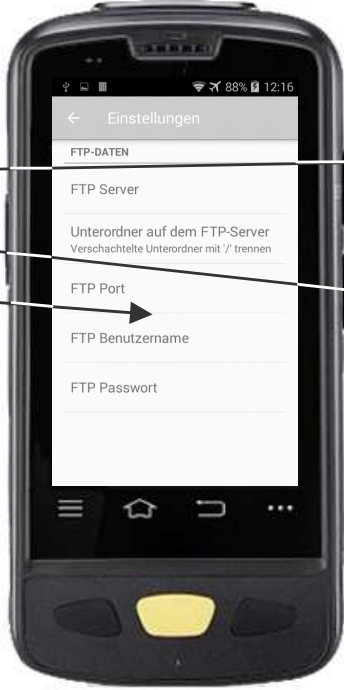 88% 12:16
Einstellungen
FTP-DATEN
FTP Server
Unterordner auf dem FTP-Server
Verschachtelte Unterordner mit '/' trennen
FTP Port
FTP Benutzername
FTP Passwort